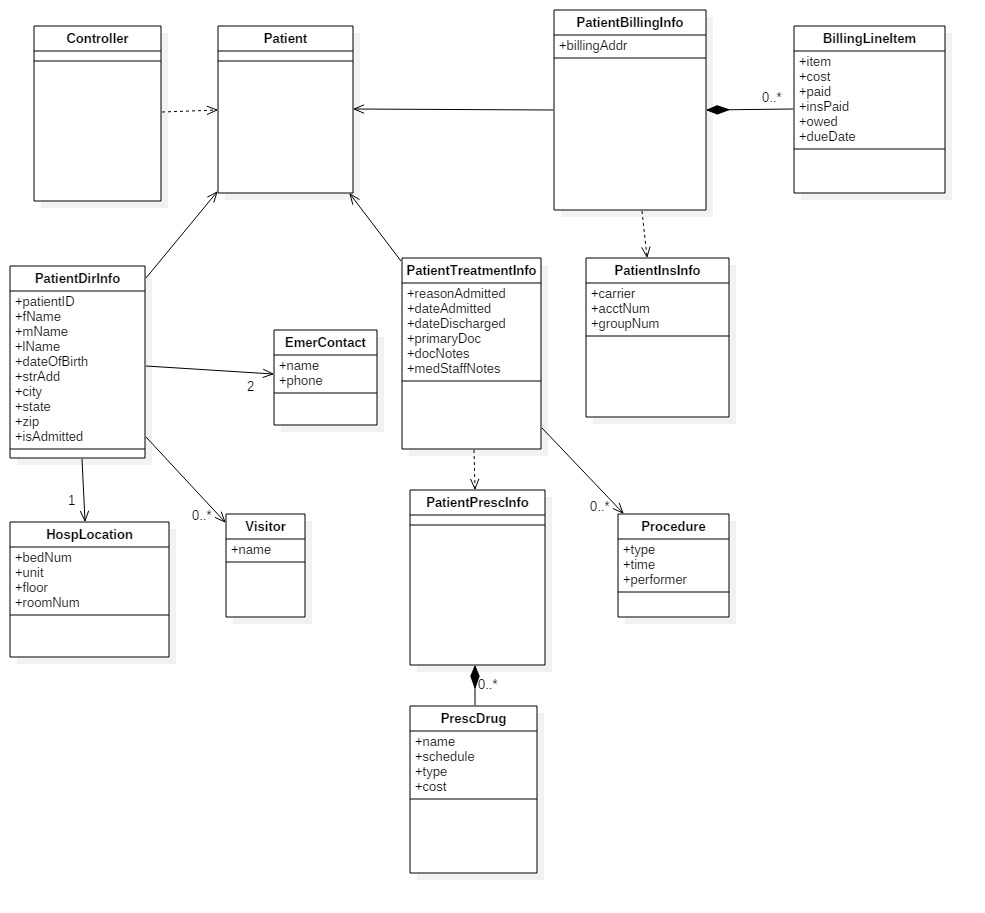 Controller
Patient
PatientBillingInfo
+billingAddr
BillingLineItem
+item
+cost
+paid
+insPaid
+owed
+dueDate
0..*
PatientDirInfo
+patientID
+fName
+mName
+lName
+dateOfBirth
+strAdd
+city
+state
+zip
+isAdmitted
EmerContact
+name
+phone
2
PatientTreatmentInfo
+reasonAdmitted
+dateAdmitted
+dateDischarged
+primaryDoc
+docNotes
+medStaffNotes
PatientInsInfo
+carrier
+acctNum
+groupNum
1
HospLocation
+bedNum
+unit
+floor
+roomNum
0..*
Visitor
+name
PatientPrescInfo
0..*
Procedure
+type
+time
+performer
0..*
PrescDrug
+name
+schedule
+type
+cost